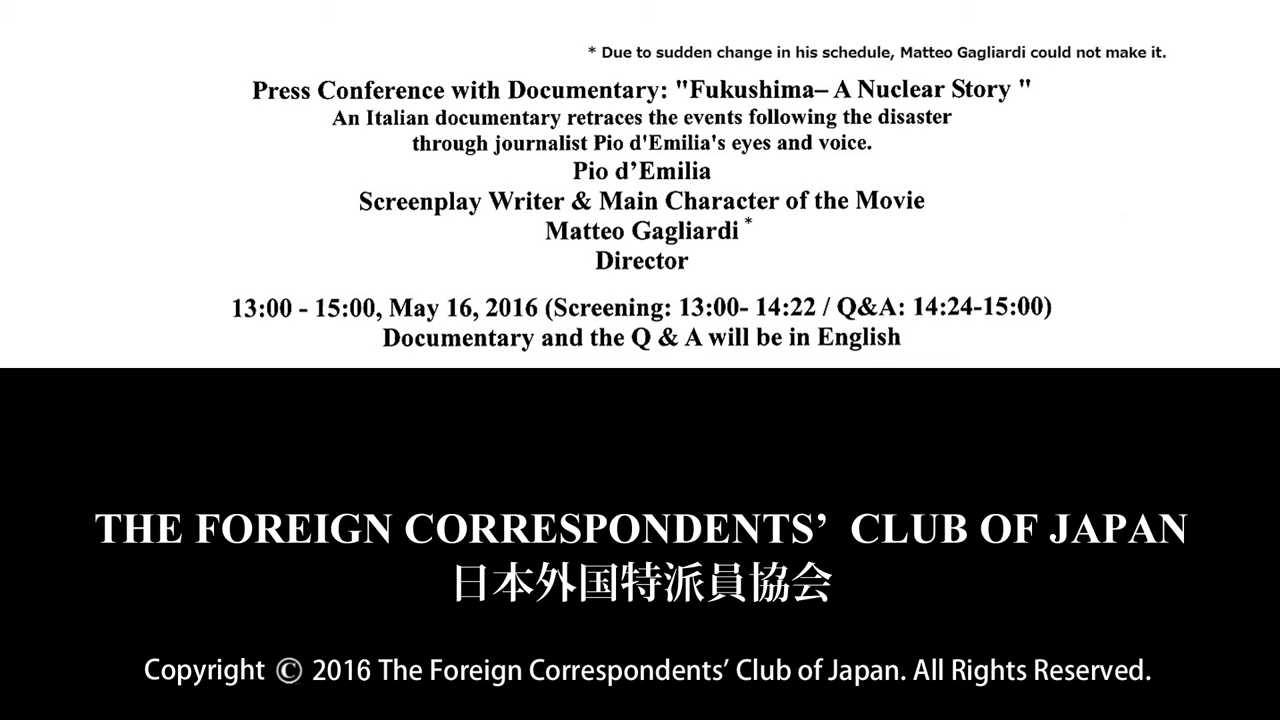 * Due to sudden change in his schedule, Matteo Gagliardi could not make it.
Press Conference with Documentary: "Fukushima– A Nuclear Story "
An Italian documentary retraces the events following the disaster
through journalist Pio d'Emilia's eyes and voice.
Pio d’Emilia
Screenplay Writer & Main Character of the Movie
Matteo Gagliardi *
Director
13:00 - 15:00, May 16, 2016 (Screening: 13:00- 14:22 / Q&A: 14:24-15:00)
Documentary and the Q & A will be in English
THE FOREIGN CORRESPONDENTS’ CLUB OF JAPAN
日本外国特派員協会
Copyright © 2016 The Foreign Correspondents’ Club of Japan. All Rights Reserved.